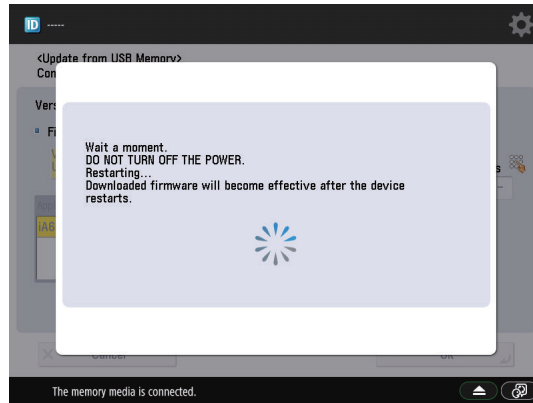 ID -----
<Update from USB Memory>
Con
Vers
Fi
Wait a moment.
DO NOT TURN OFF THE POWER.
Restarting...
Downloaded firmware will become effective after the device
restarts.
s
iA6
Cancel
OK
The memory media is connected.